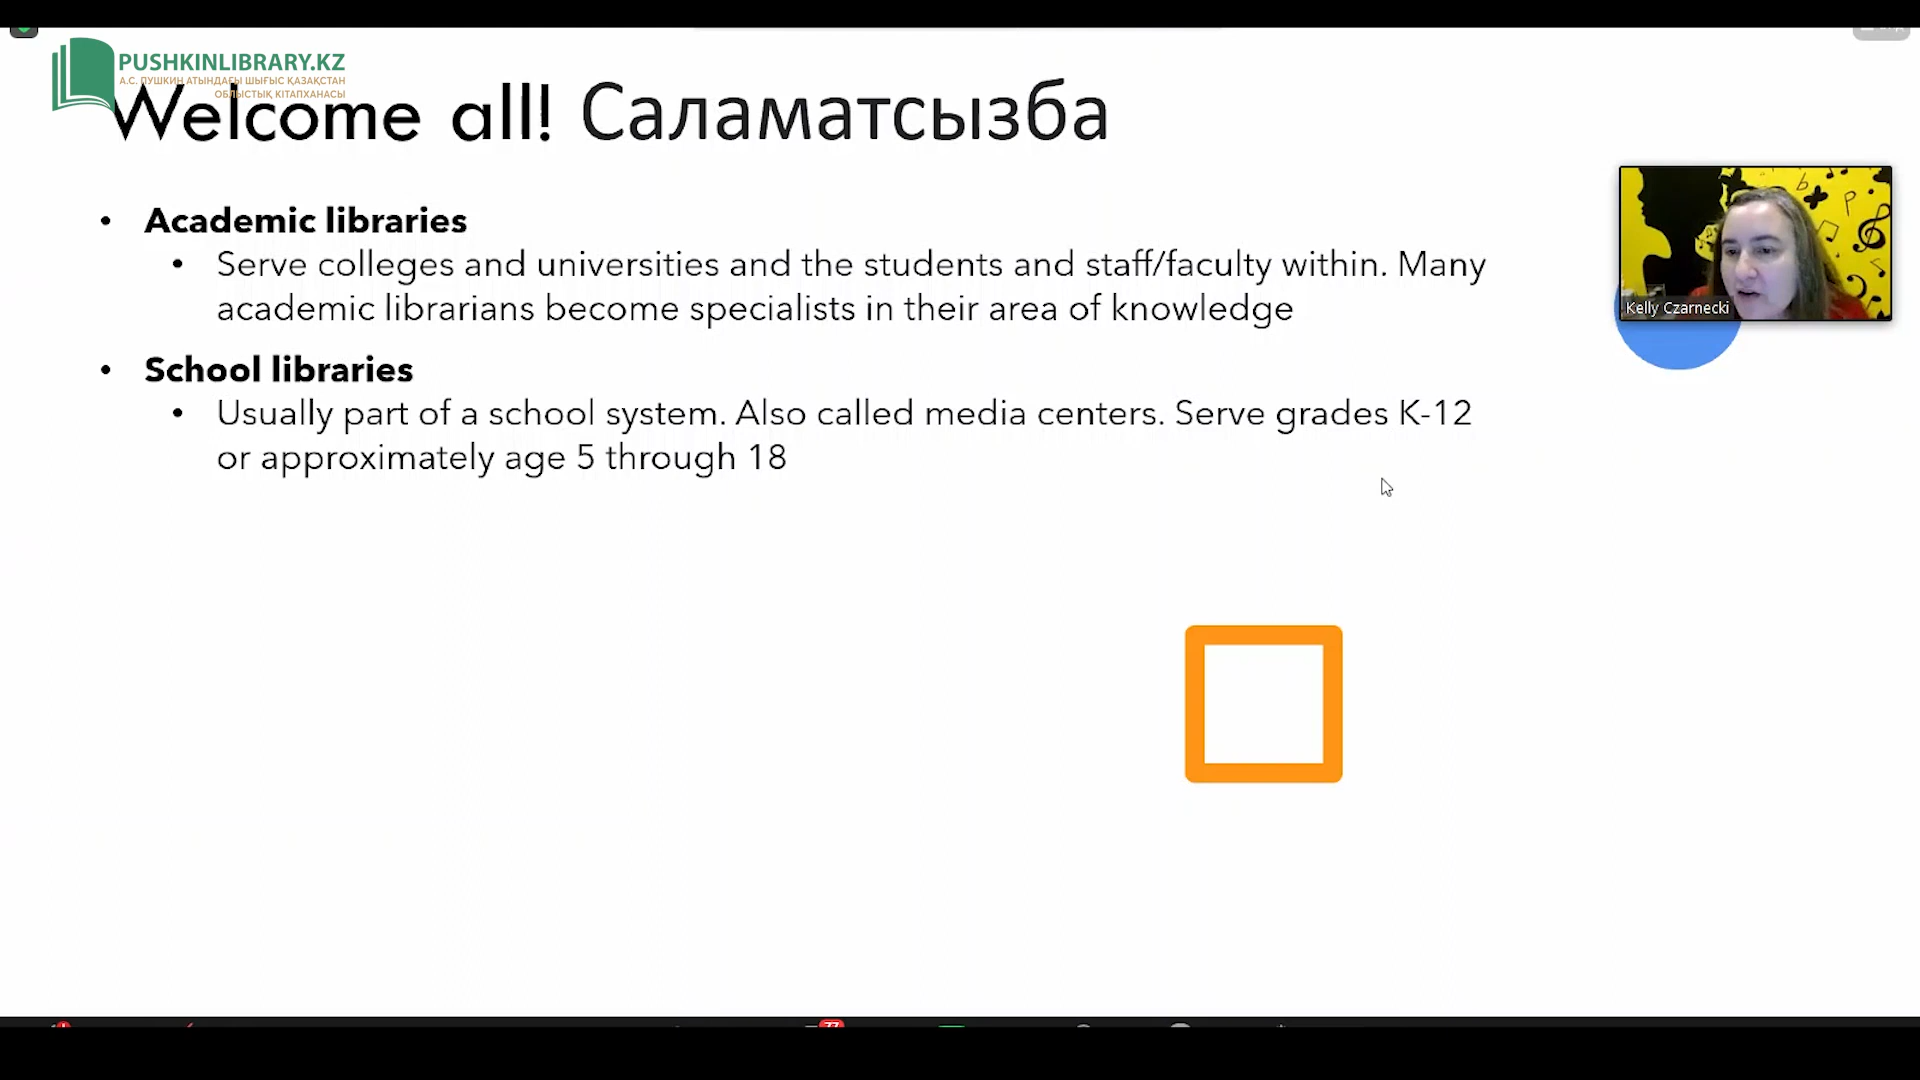 PUSHKINLIBRARY.KZ
А.С. ПУШКИН АТЫНДАҒЫ ШЫҒЫС ҚАЗАҚСТАН
ОБЛЫСТЫҚ КІТАПХАНАСЫ
Welcome all! Саламатсызба
• Academic libraries
• Serve colleges and universities and the students and staff/faculty within. Many
academic librarians become specialists in their area of knowledge
• School libraries
• Usually part of a school system. Also called media centers. Serve grades K-12
or approximately age 5 through 18
Kelly Czarnecki
77